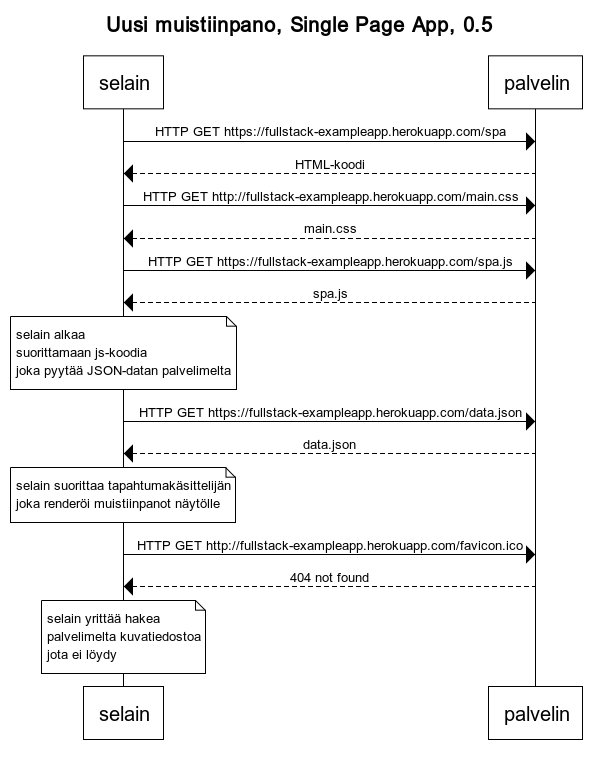 Uusi muistiinpano, Single Page App, 0.5
selain
palvelin
HTTP GET https://fullstack-exampleapp.herokuapp.com/spa
HTML-koodi
HTTP GET http://fullstack-exampleapp.herokuapp.com/main.css
main.css
HTTP GET https://fullstack-exampleapp.herokuapp.com/spa.js
spa.js
selain alkaa
suorittamaan js-koodia
joka pyytää JSON-datan palvelimelta
HTTP GET https://fullstack-exampleapp.herokuapp.com/data.json
data.json
selain suorittaa tapahtumakäsittelijän
joka renderöi muistiinpanot näytölle
HTTP GET http://fullstack-exampleapp.herokuapp.com/favicon.ico
404 not found
selain yrittää hakea
palvelimelta kuvatiedostoa
jota ei löydy
selain
palvelin